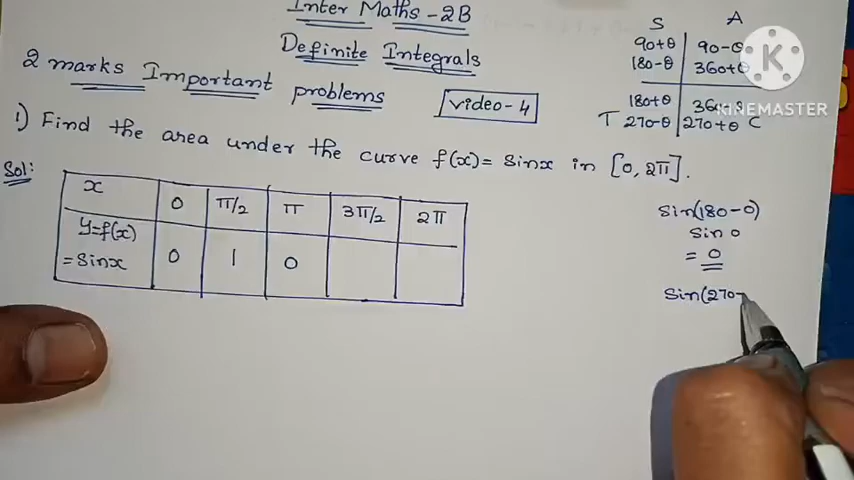 Inter Maths - 2B
Definite Integrals
2 marks Important problems video-4
1) Find the area under the curve f(x) = sinx in [0, 2π].
Sol:
x 0 π/2 π 3π/2 2π
y=f(x)
=sinx 0 1 0
S A
90+θ 90-θ
180-θ 360+θ
180+θ
T 270-θ 270+θ C
KINEMASTER
sin(180-0)
sin 0
= 0
sin(270-